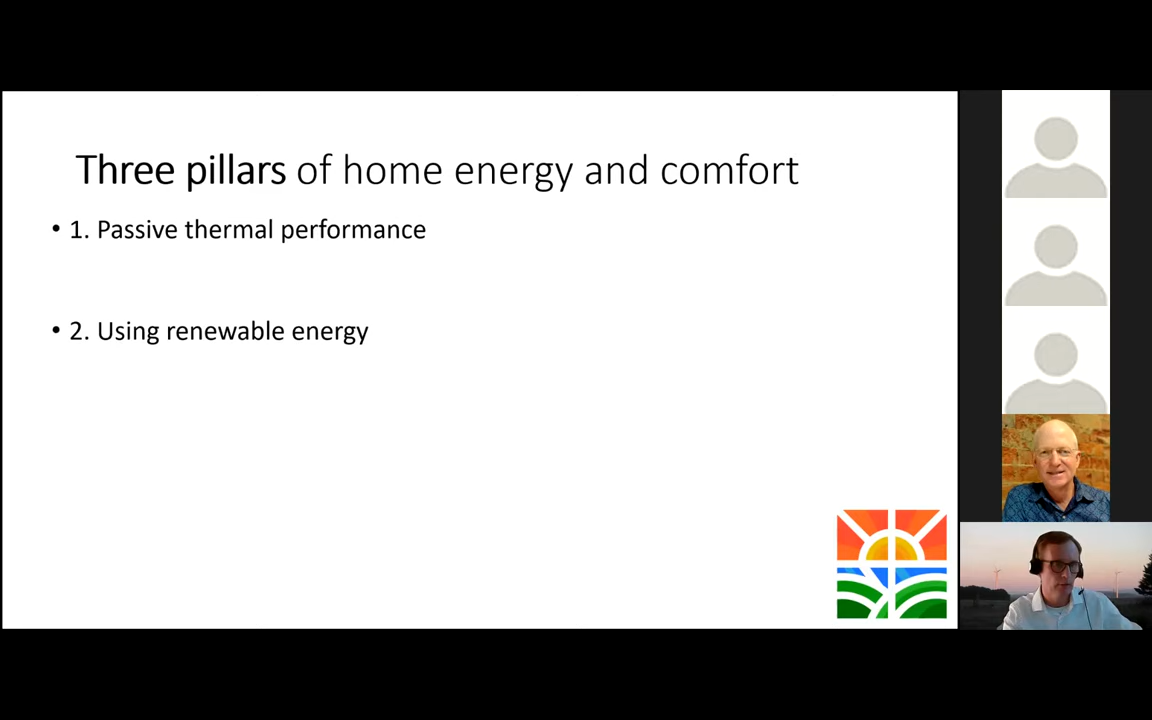 Three pillars of home energy and comfort
• 1. Passive thermal performance
• 2. Using renewable energy